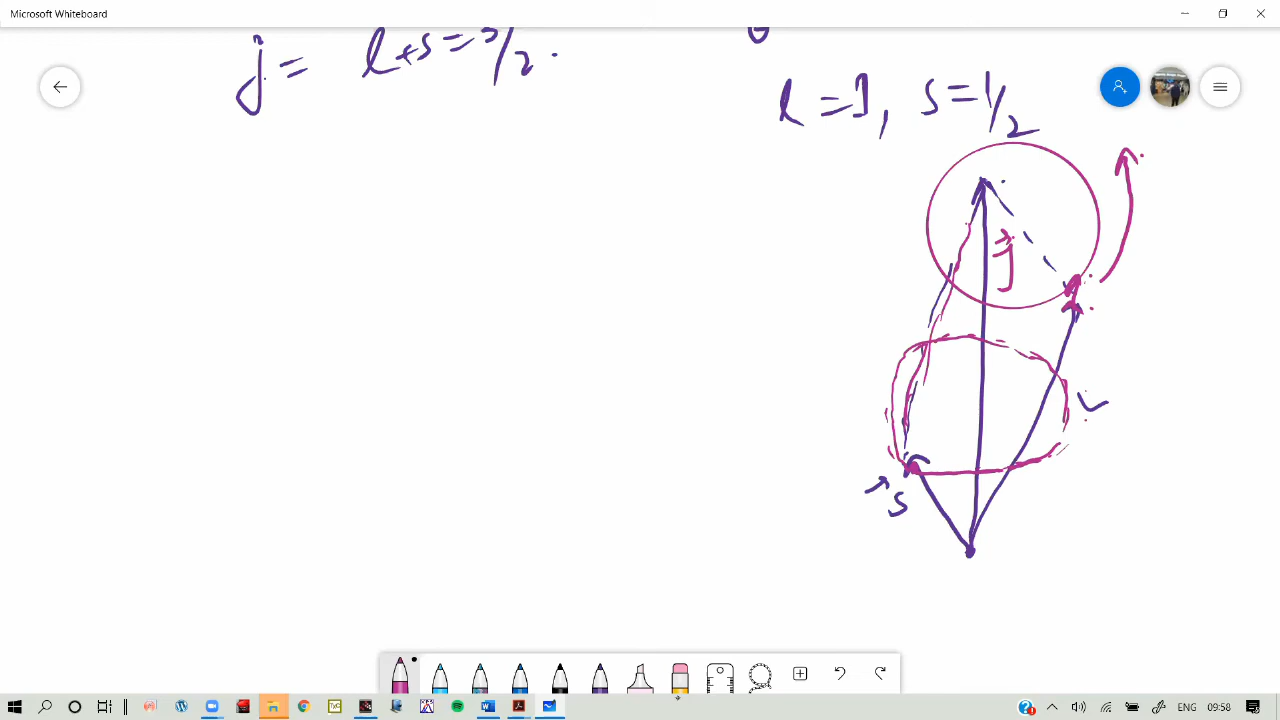 Microsoft Whiteboard
j = l+s = 3/2 .
l = 1, s = 1/2
j
s
ENG 09:58